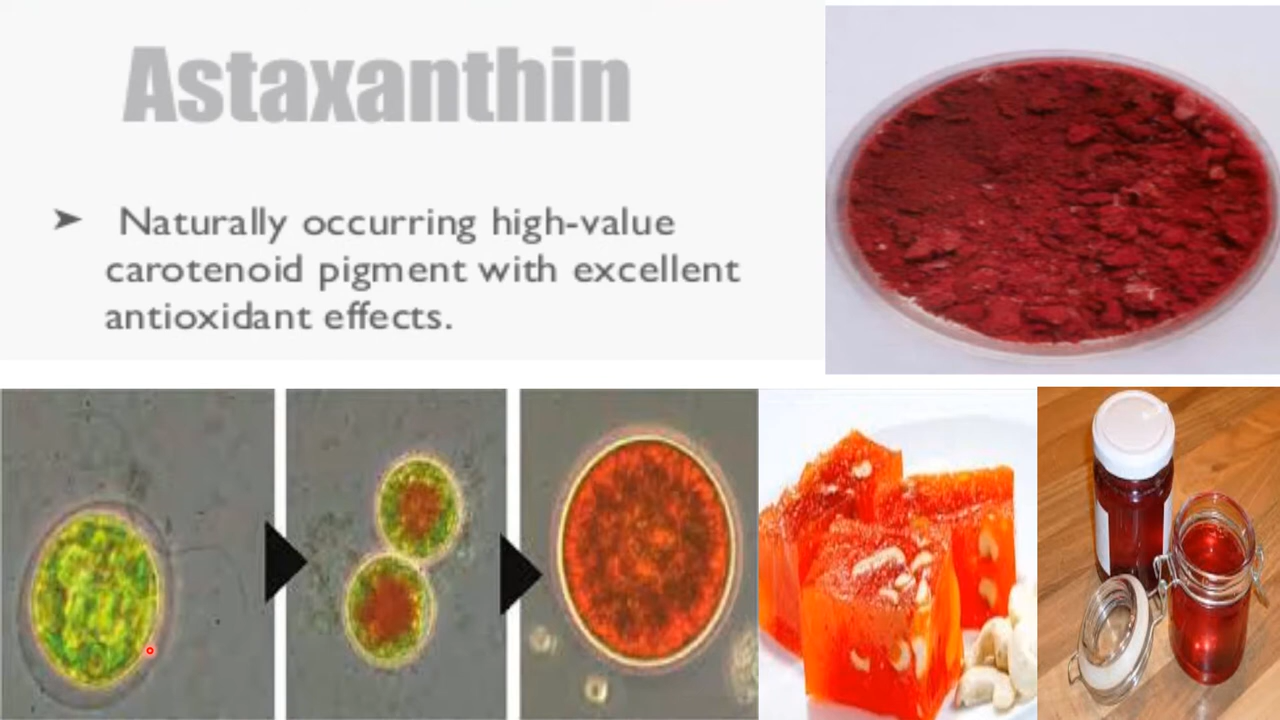 Astaxanthin
➤ Naturally occurring high-value
carotenoid pigment with excellent
antioxidant effects.